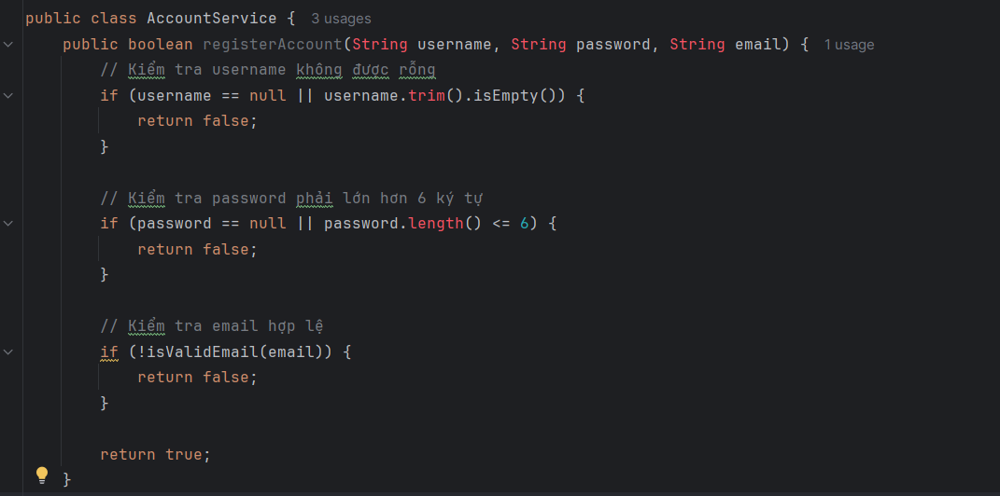 public class AccountService { 3 usages
public boolean registerAccount(String username, String password, String email) { 1 usage
// Kiểm tra username không được rỗng
if (username == null || username.trim().isEmpty()) {
return false;
}
// Kiểm tra password phải lớn hơn 6 ký tự
if (password == null || password.length() <= 6) {
return false;
}
// Kiểm tra email hợp lệ
if (!isValidEmail(email)) {
return false;
}
return true;
}